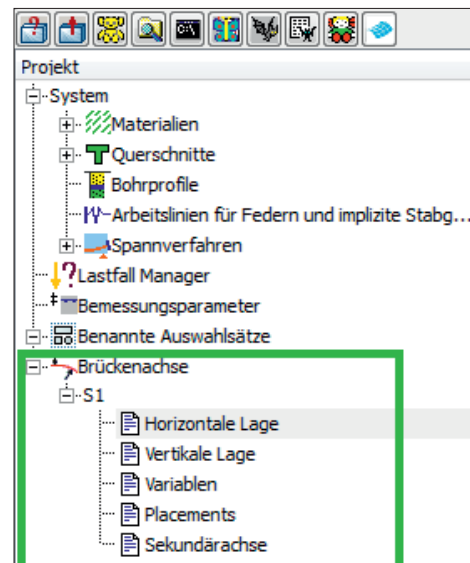 Projekt
System
Materialien
Querschnitte
Bohrprofile
Arbeitslinien für Federn und implizite Stabg...
Spannverfahren
Lastfall Manager
Bemessungsparameter
Benannte Auswahlsätze
Brückenachse
S1
Horizontale Lage
Vertikale Lage
Variablen
Placements
Sekundärachse